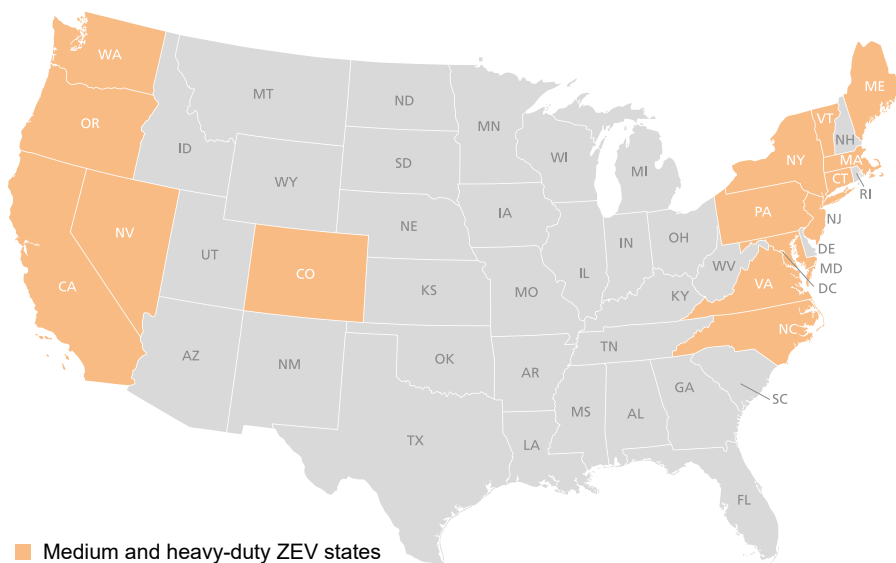 WA
ME
MT
ND
VT
OR
MN
NH
ID
SD
WI
NY
MA
MI
CT
WY
RI
IA
PA
NE
NJ
NV
OH
UT
IN
IL
DE
CO
WV
MD
CA
KS
MO
VA
DC
KY
NC
TN
AZ
OK
NM
AR
SC
GA
MS
AL
TX
LA
FL
Medium and heavy-duty ZEV states